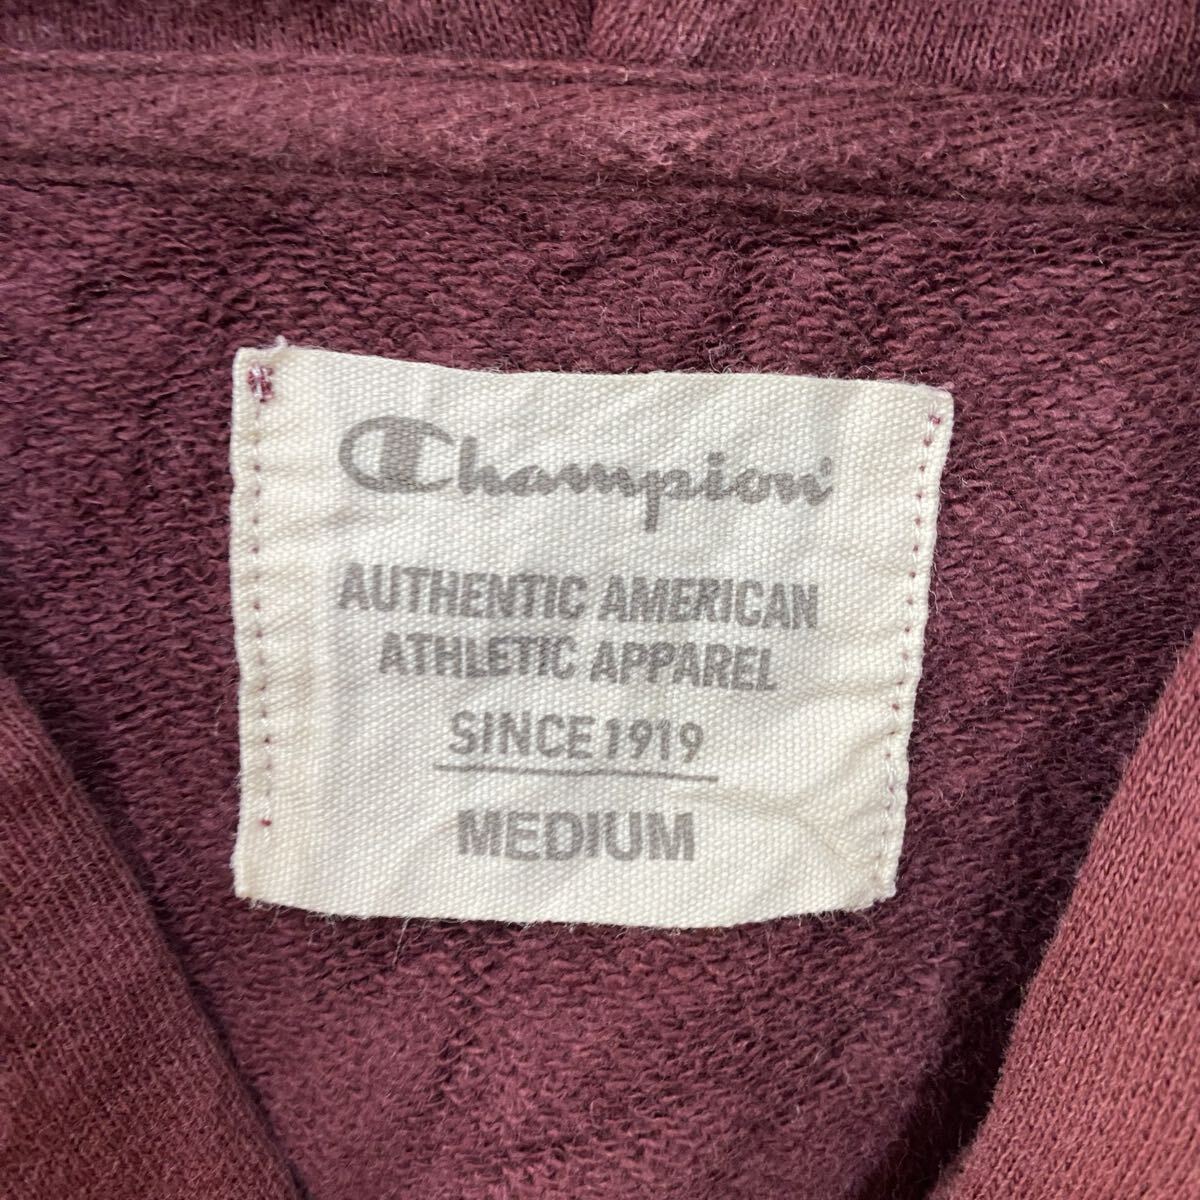 Champion
AUTHENTIC AMERICAN
ATHLETIC APPAREL
SINCE 1919
MEDIUM